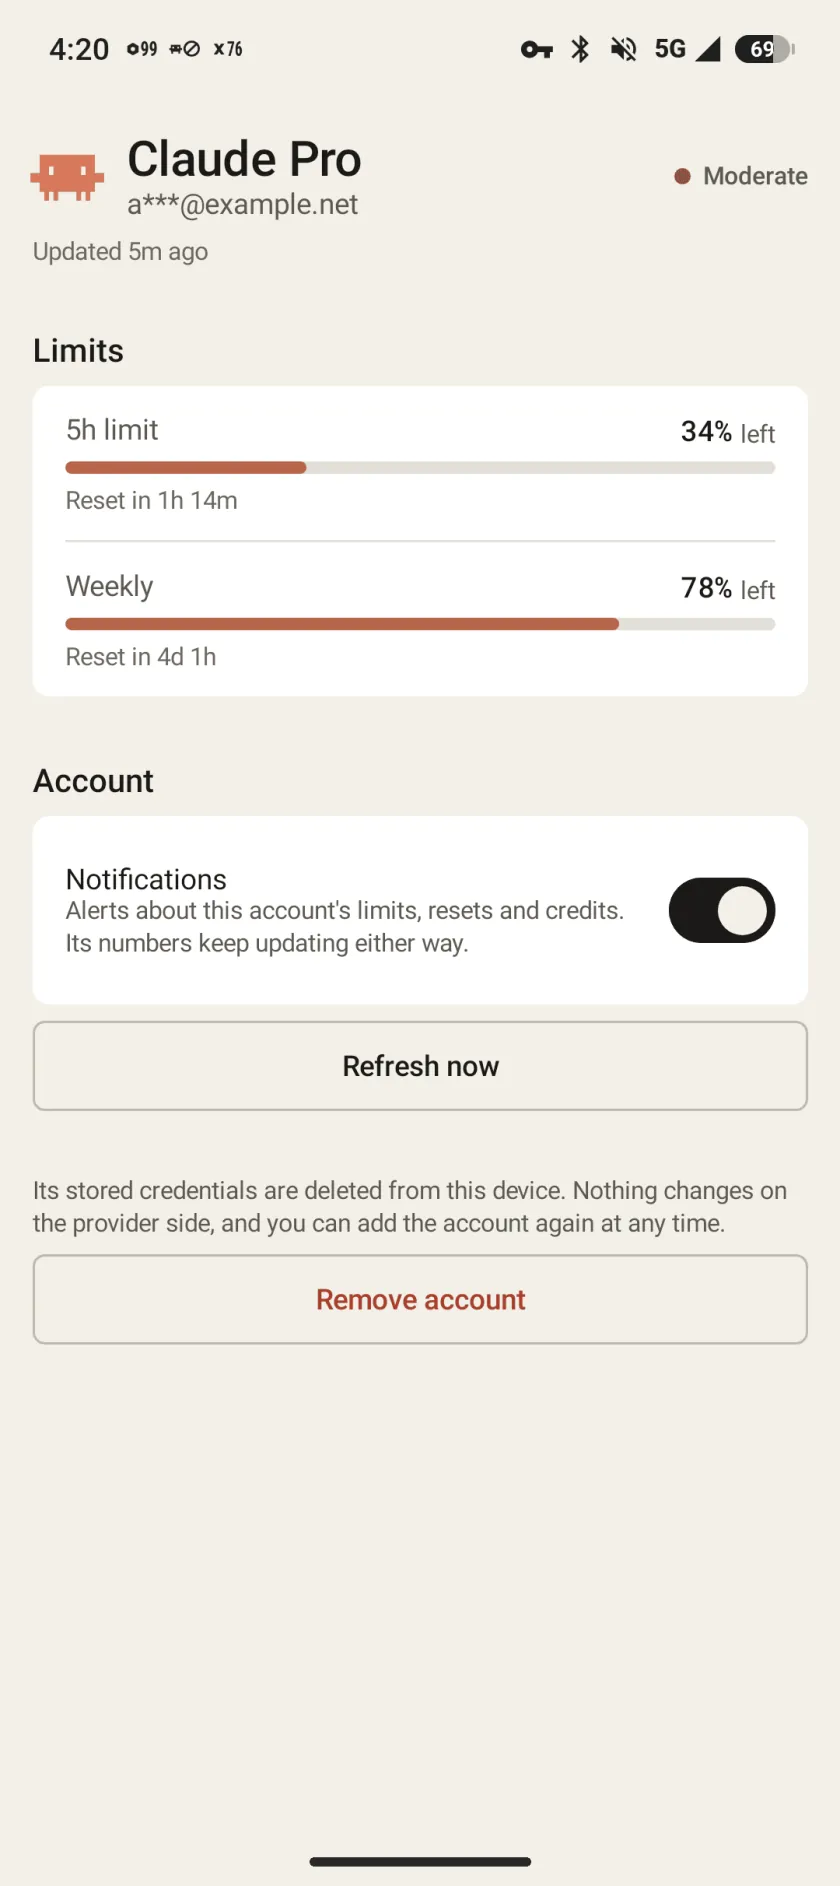 4:20 99 x 76 5G 69
Claude Pro
a***@example.net
Moderate
Updated 5m ago
Limits
5h limit
34% left
Reset in 1h 14m
Weekly
78% left
Reset in 4d 1h
Account
Notifications
Alerts about this account's limits, resets and credits.
Its numbers keep updating either way.
Refresh now
Its stored credentials are deleted from this device. Nothing changes on
the provider side, and you can add the account again at any time.
Remove account